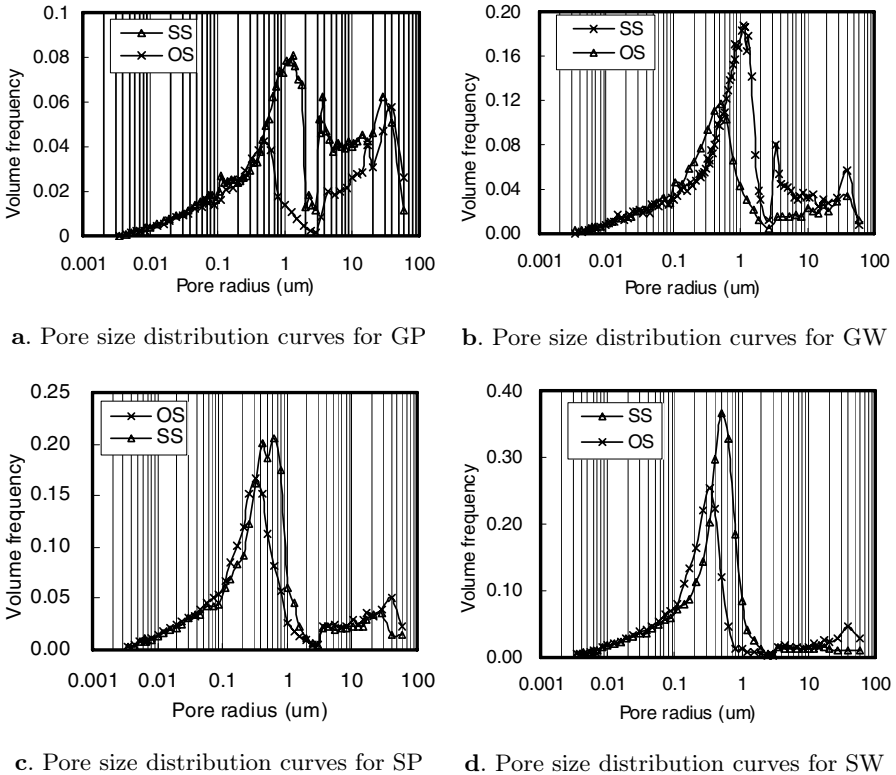 0.1
0.08
0.06
0.04
0.02
0
Volume frequency
SS
OS
0.001 0.01 0.1 1 10 100
Pore radius (um)
a. Pore size distribution curves for GP
0.20
0.16
0.12
0.08
0.04
0.00
Volume frequency
SS
OS
0.001 0.01 0.1 1 10 100
Pore radius (um)
b. Pore size distribution curves for GW
0.25
0.20
0.15
0.10
0.05
0.00
Volume frequency
OS
SS
0.001 0.01 0.1 1 10 100
Pore radius (um)
c. Pore size distribution curves for SP
0.40
0.30
0.20
0.10
0.00
Volume frequency
SS
OS
0.001 0.01 0.1 1 10 100
Pore radius (um)
d. Pore size distribution curves for SW